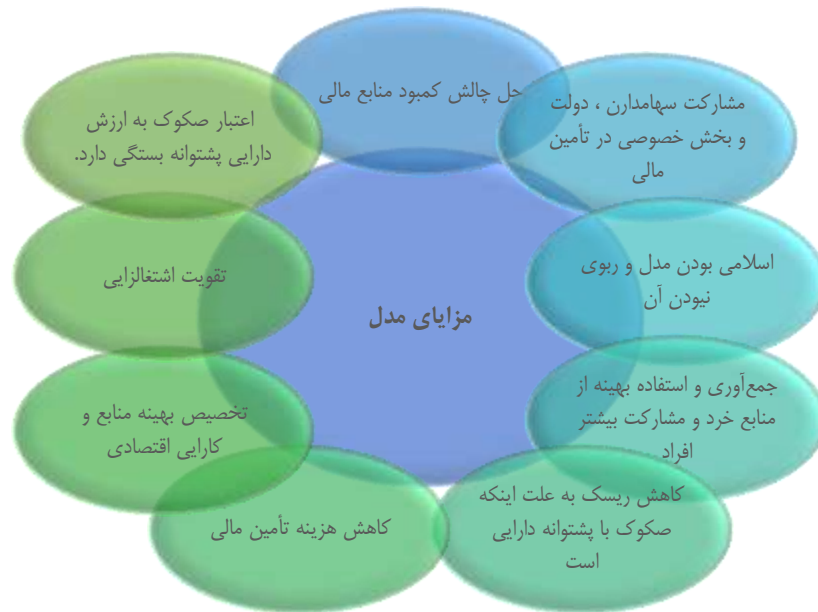 حل چالش کمبود منابع مالی
مشارکت سهامدارن ، دولت
و بخش خصوصی در تأمین
مالی
اسلامی بودن مدل و ربوی
نیودن آن
جمع‌آوری و استفاده بهینه از
منابع خرد و مشارکت بیشتر
افراد
کاهش ریسک به علت اینکه
صکوک با پشتوانه دارایی
است
کاهش هزینه تأمین مالی
تخصیص بهینه منابع و
کارایی اقتصادی
تقویت اشتغالزایی
اعتبار صکوک به ارزش
دارایی پشتوانه بستگی دارد.
مزایای مدل